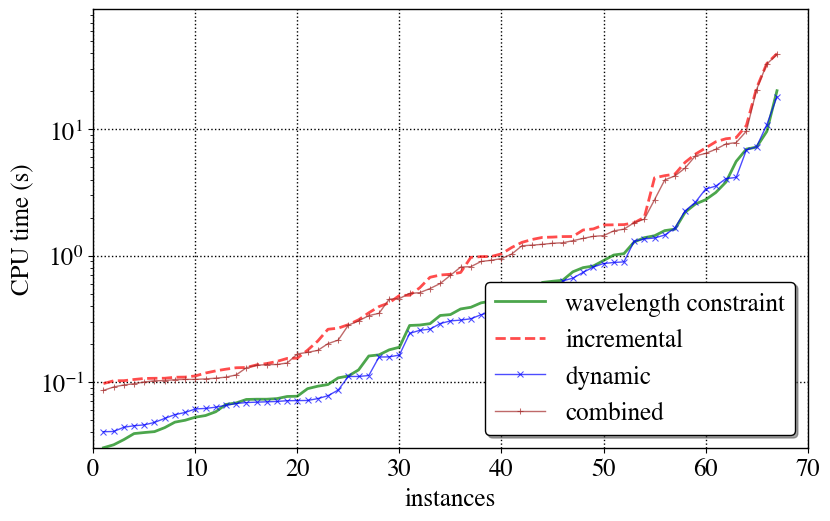 CPU time (s)
10¹
10⁰
10⁻¹
0 10 20 30 40 50 60 70
instances
wavelength constraint
incremental
dynamic
combined